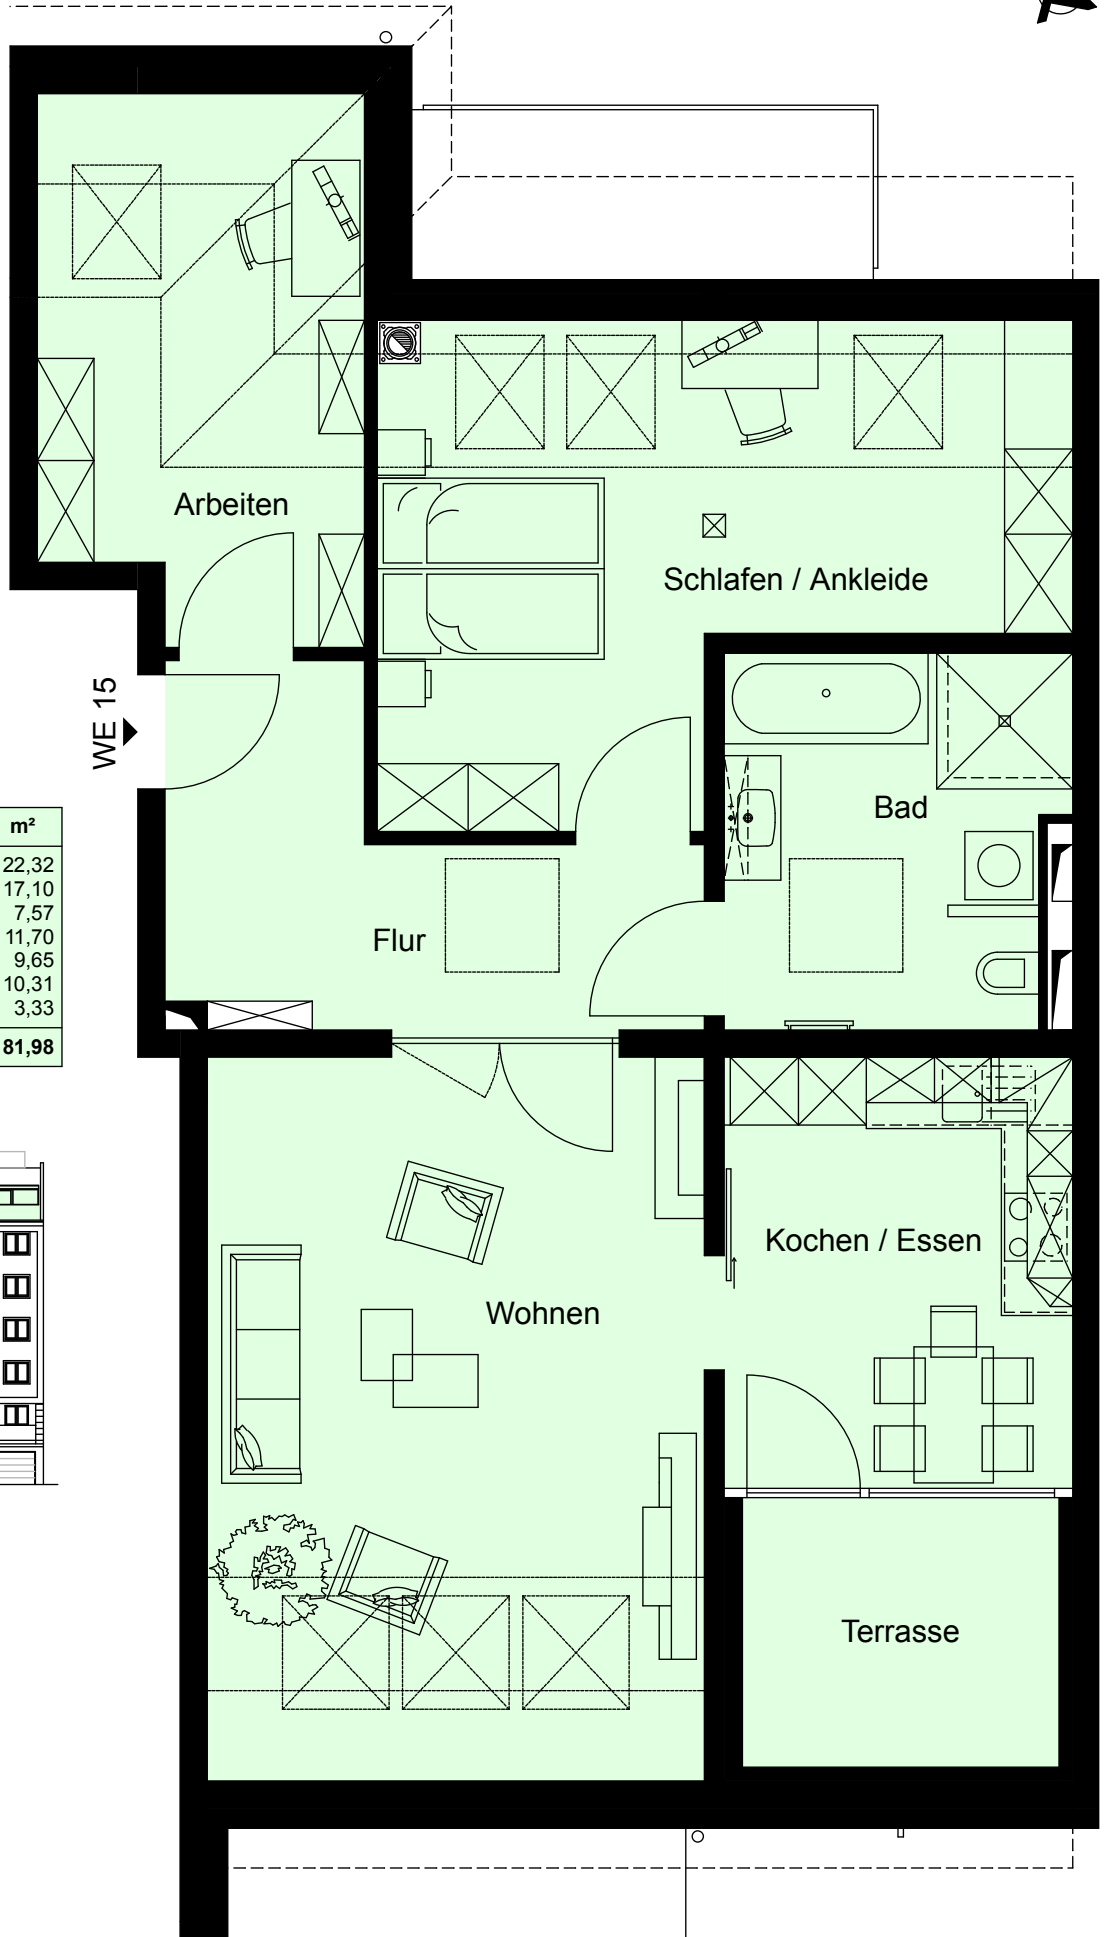 Arbeiten
Schlafen / Ankleide
WE 15
Bad
m²
22,32
17,10
7,57
11,70
9,65
10,31
3,33
81,98
Flur
Kochen / Essen
Wohnen
Terrasse